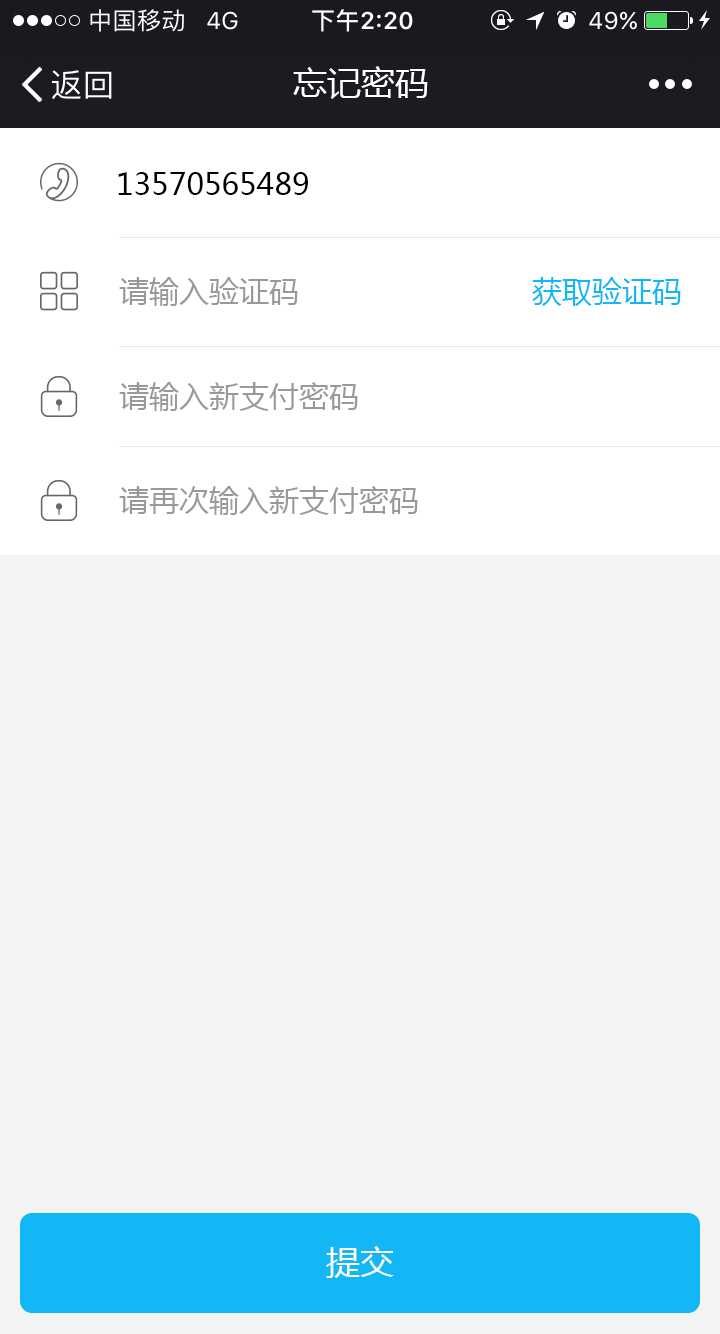 中国移动 4G 下午2:20 49%
返回 忘记密码
13570565489
请输入验证码 获取验证码
请输入新支付密码
请再次输入新支付密码
提交